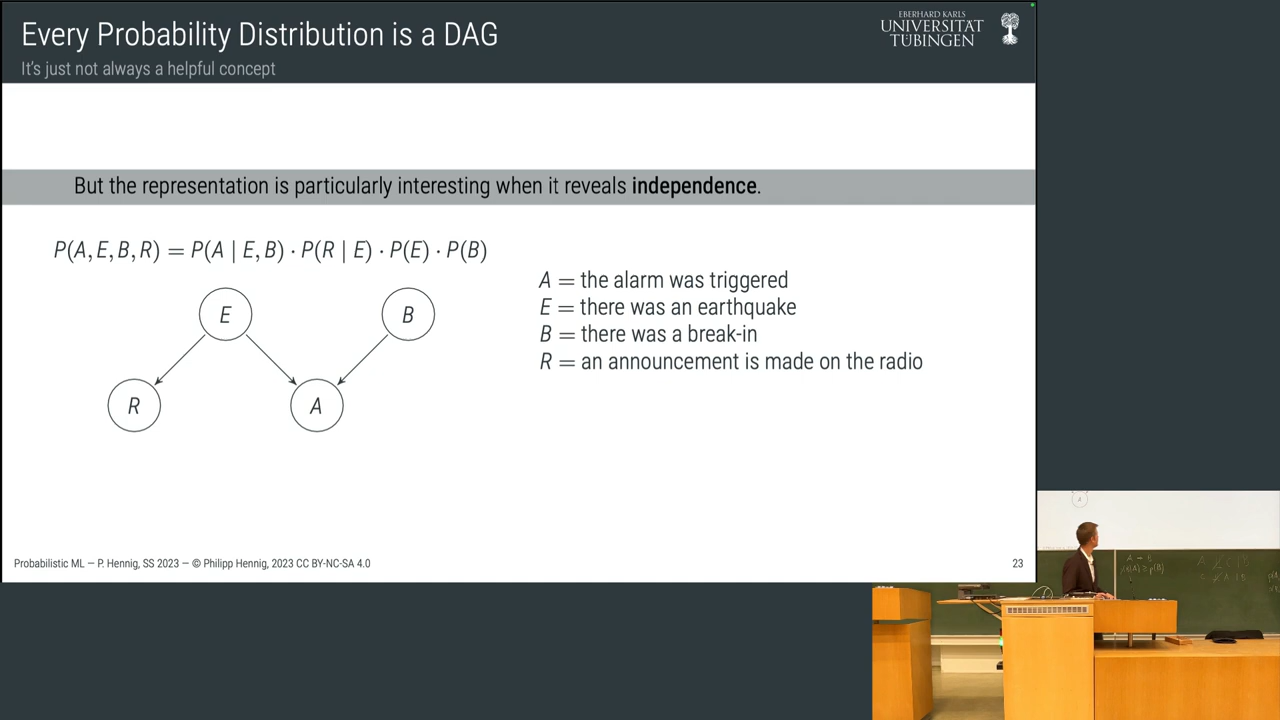 Every Probability Distribution is a DAG
It's just not always a helpful concept
EBERHARD KARLS
UNIVERSITÄT
TÜBINGEN
But the representation is particularly interesting when it reveals independence.
P(A, E, B, R) = P(A | E, B) · P(R | E) · P(E) · P(B)
E
B
R
A
A = the alarm was triggered
E = there was an earthquake
B = there was a break-in
R = an announcement is made on the radio
Probabilistic ML — P. Hennig, SS 2023 — © Philipp Hennig, 2023 CC BY-NC-SA 4.0
23